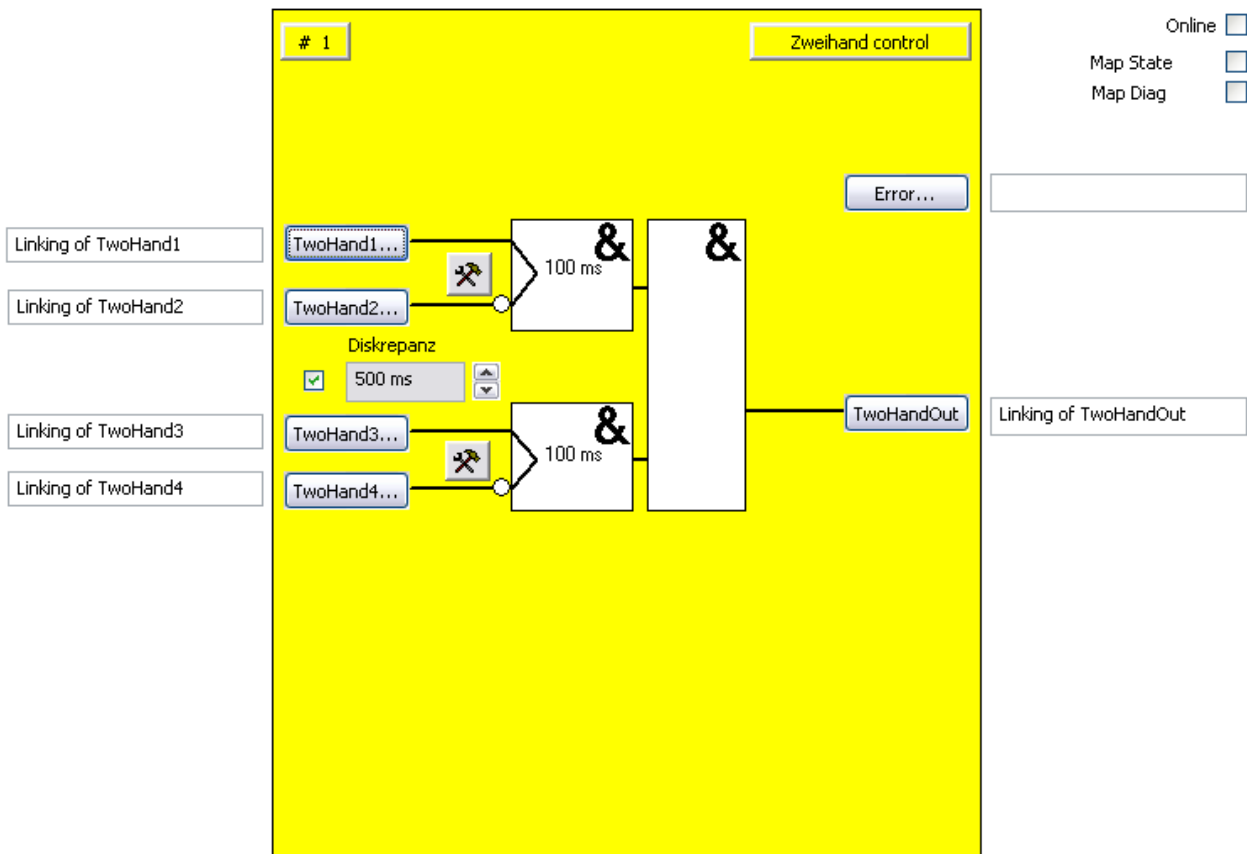 # 1
Zweihand control
Online
Map State
Map Diag
Error...
Linking of TwoHand1
TwoHand1...
&
&
100 ms
Linking of TwoHand2
TwoHand2...
Diskrepanz
500 ms
Linking of TwoHand3
TwoHand3...
&
100 ms
TwoHandOut
Linking of TwoHandOut
Linking of TwoHand4
TwoHand4...